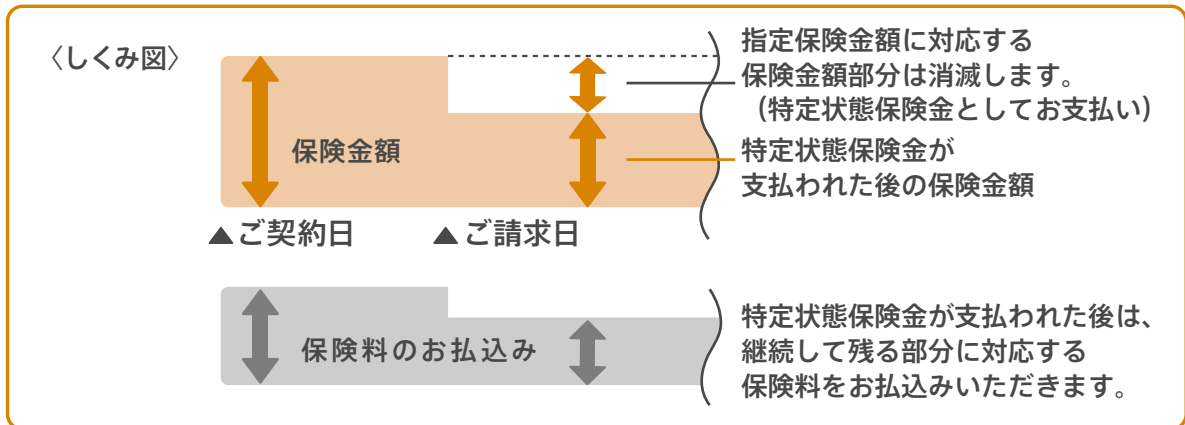 〈しくみ図〉
指定保険金額に対応する
保険金額部分は消滅します。
（特定状態保険金としてお支払い）
保険金額
特定状態保険金が
支払われた後の保険金額
▲ご契約日
▲ご請求日
保険料のお払込み
特定状態保険金が支払われた後は、
継続して残る部分に対応する
保険料をお払込みいただきます。